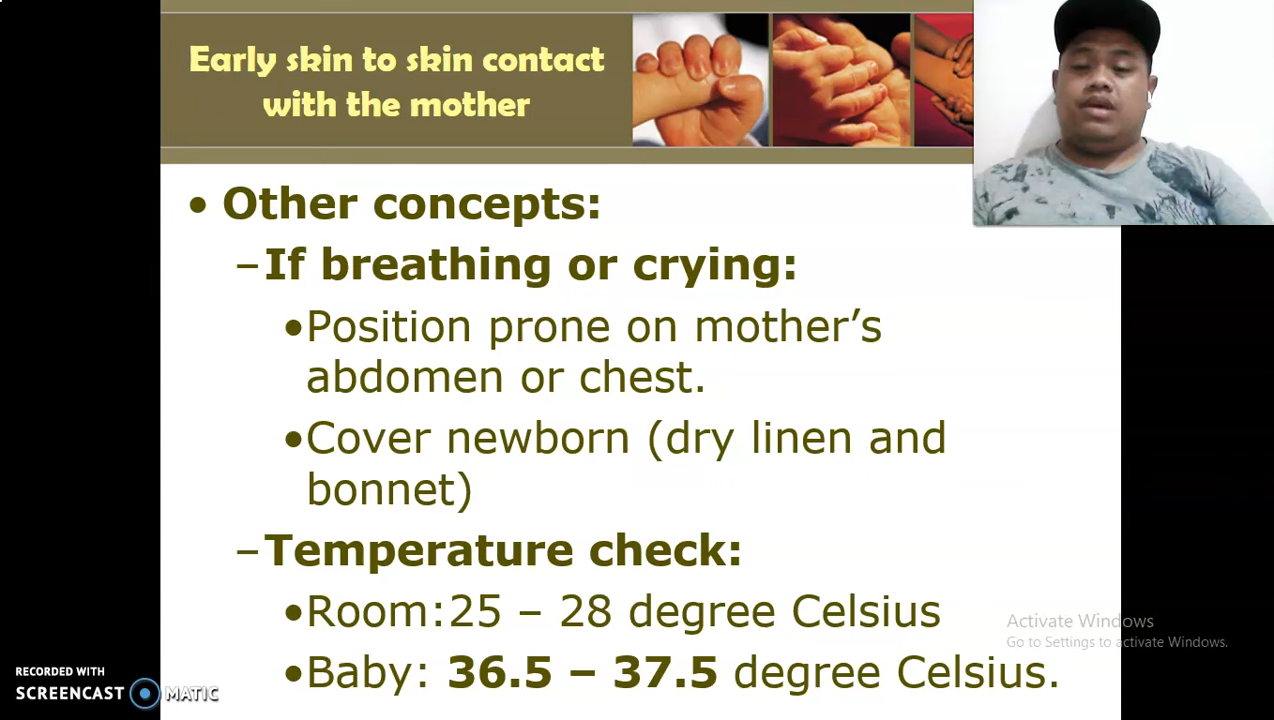 Early skin to skin contact
with the mother
• Other concepts:
–If breathing or crying:
•Position prone on mother’s
abdomen or chest.
•Cover newborn (dry linen and
bonnet)
–Temperature check:
•Room:25 – 28 degree Celsius
•Baby: 36.5 – 37.5 degree Celsius.
Activate Windows
Go to Settings to activate Windows.
RECORDED WITH
SCREENCAST MATIC